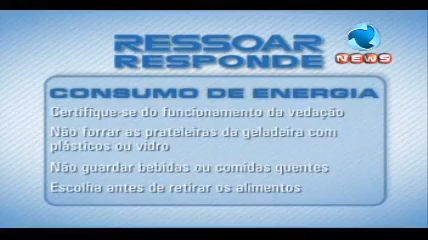 RESSOAR
RESPONDE
NEWS
CONSUMO DE ENERGIA
Certifique-se do funcionamento da vedação
Não forrar as prateleiras da geladeira com
plásticos ou vidro
Não guardar bebidas ou comidas quentes
Escolha antes de retirar os alimentos